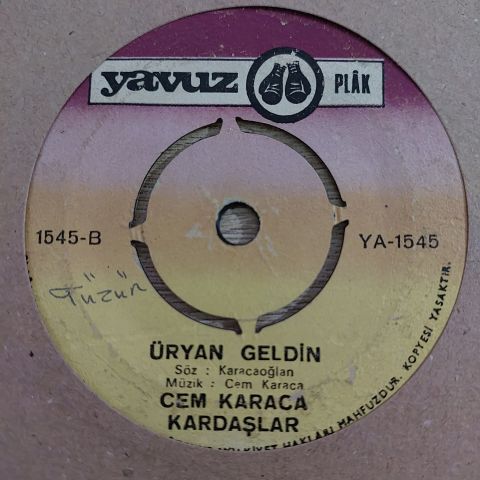 yavuz PLÂK
1545-B
YA-1545
Tüzün
ÜRYAN GELDİN
Söz : Karacaoğlan
Müzik : Cem Karaca
CEM KARACA
KARDAŞLAR
HAKLARI MAHFUZDUR. KOPYESİ YASAKTIR.